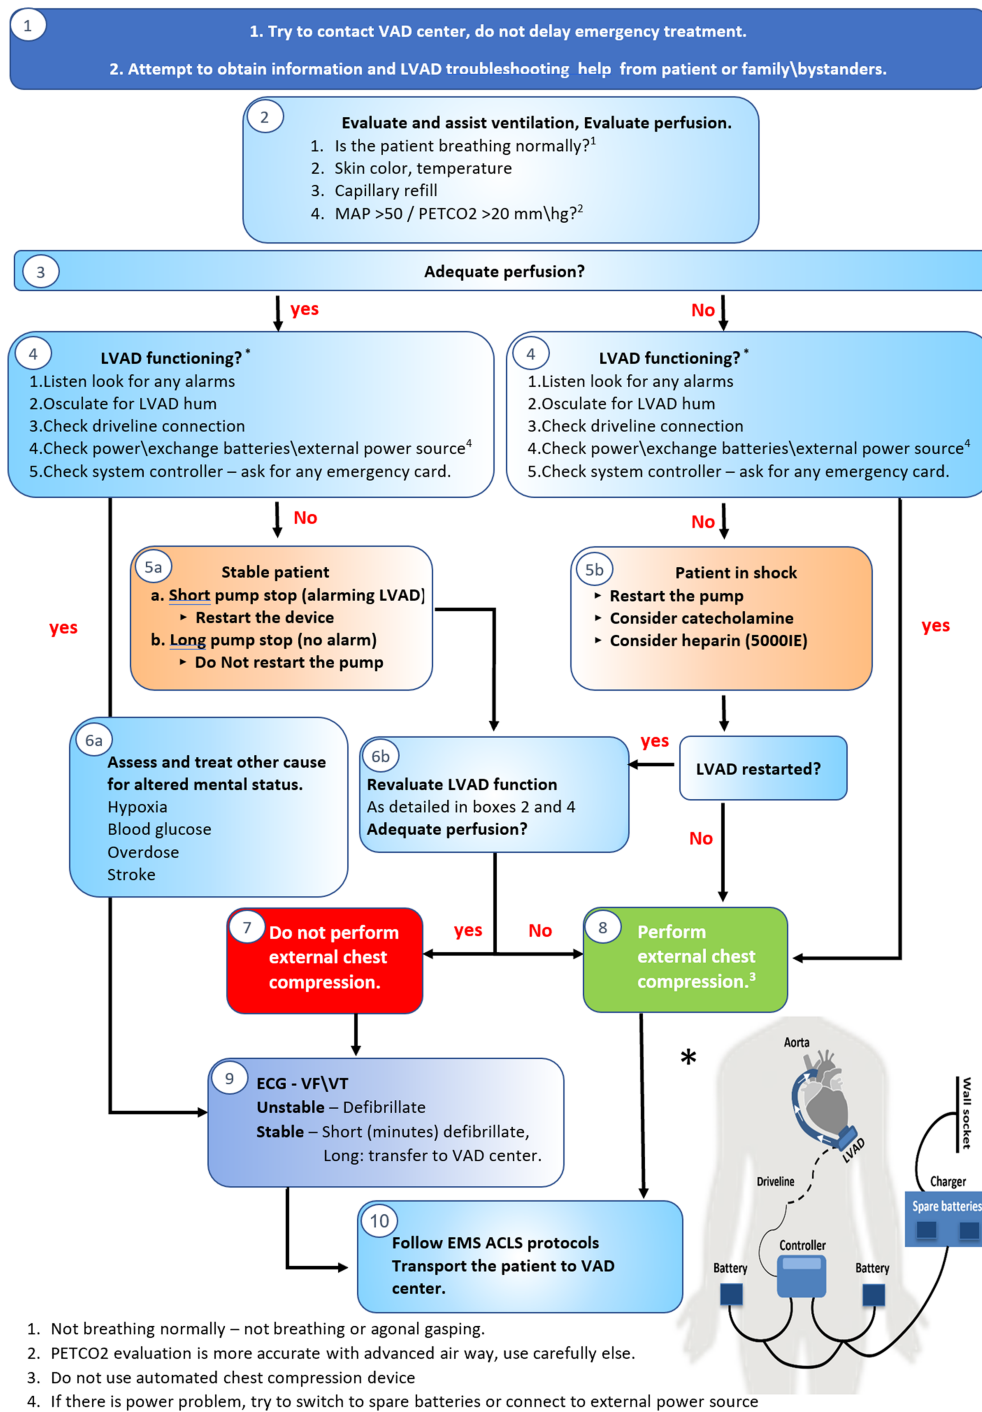 1
1. Try to contact VAD center, do not delay emergency treatment.
2. Attempt to obtain information and LVAD troubleshooting help from patient or family\bystanders.
2
Evaluate and assist ventilation, Evaluate perfusion.
1. Is the patient breathing normally?1
2. Skin color, temperature
3. Capillary refill
4. MAP >50 / PETCO2 >20 mm\hg?2
3
Adequate perfusion?
yes
No
4
LVAD functioning? *
1.Listen look for any alarms
2.Osculate for LVAD hum
3.Check driveline connection
4.Check power\exchange batteries\external power source4
5.Check system controller – ask for any emergency card.
4
LVAD functioning? *
1.Listen look for any alarms
2.Osculate for LVAD hum
3.Check driveline connection
4.Check power\exchange batteries\external power source4
5.Check system controller – ask for any emergency card.
No
No
yes
yes
5a
Stable patient
a. Short pump stop (alarming LVAD)
‣ Restart the device
b. Long pump stop (no alarm)
‣ Do Not restart the pump
5b
Patient in shock
‣ Restart the pump
‣ Consider catecholamine
‣ Consider heparin (5000IE)
6a
Assess and treat other cause
for altered mental status.
Hypoxia
Blood glucose
Overdose
Stroke
6b
Revaluate LVAD function
As detailed in boxes 2 and 4
Adequate perfusion?
yes
LVAD restarted?
No
7
Do not perform
external chest
compression.
yes
No
8
Perform
external chest
compression.3
9
ECG - VF\VT
Unstable – Defibrillate
Stable – Short (minutes) defibrillate,
Long: transfer to VAD center.
10
Follow EMS ACLS protocols
Transport the patient to VAD
center.
*
Aorta
LVAD
Driveline
Controller
Battery
Battery
Wall socket
Charger
Spare batteries
1. Not breathing normally – not breathing or agonal gasping.
2. PETCO2 evaluation is more accurate with advanced air way, use carefully else.
3. Do not use automated chest compression device
4. If there is power problem, try to switch to spare batteries or connect to external power source